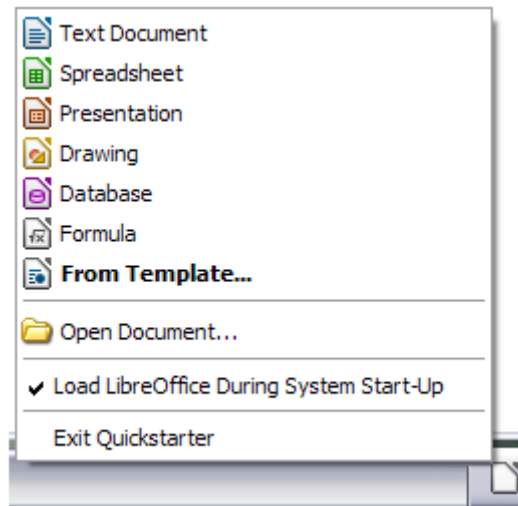 Text Document
Spreadsheet
Presentation
Drawing
Database
Formula
From Template...
Open Document...
Load LibreOffice During System Start-Up
Exit Quickstarter